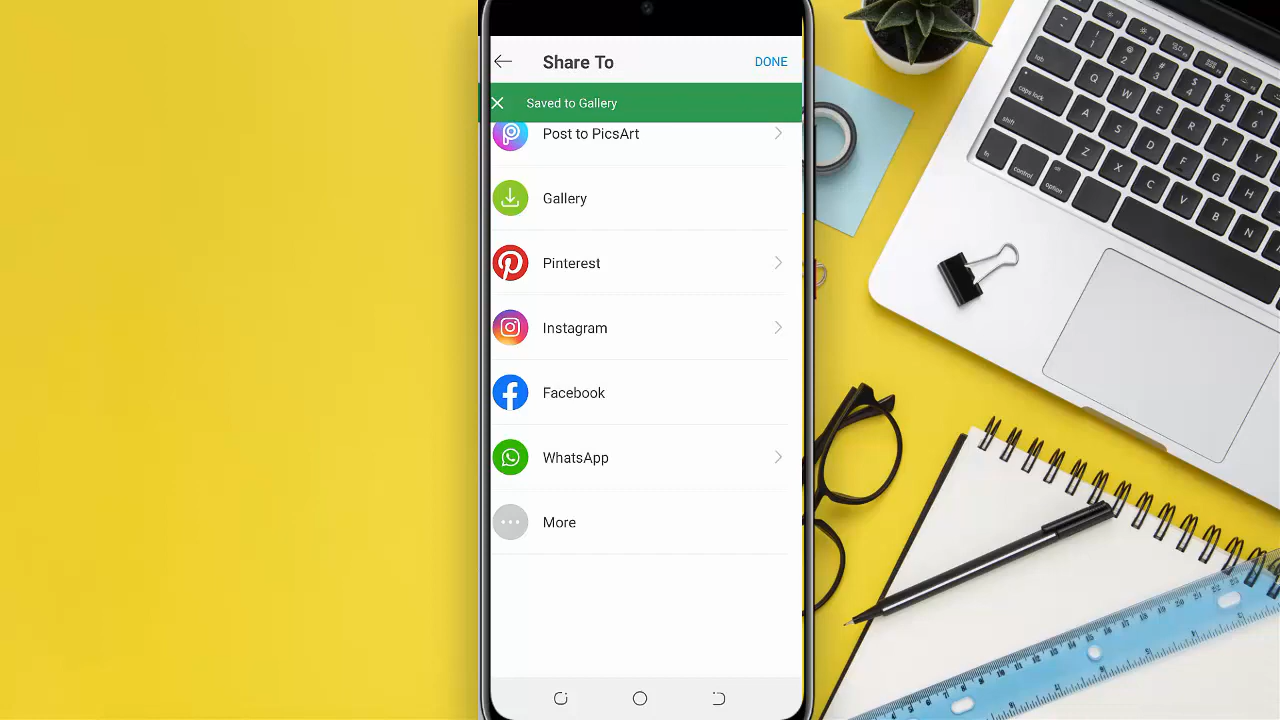 Share To
DONE
Saved to Gallery
Post to PicsArt
Gallery
Pinterest
Instagram
Facebook
WhatsApp
More